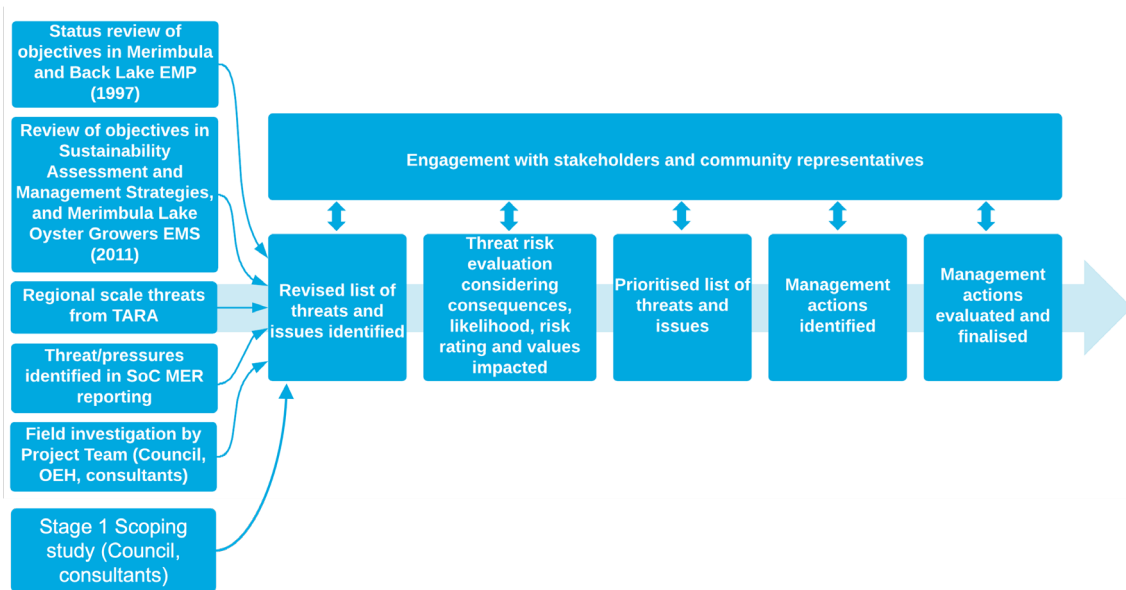 Status review of
objectives in Merimbula
and Back Lake EMP
(1997)
Review of objectives in
Sustainability
Assessment and
Management Strategies,
and Merimbula Lake
Oyster Growers EMS
(2011)
Regional scale threats
from TARA
Threat/pressures
identified in SoC MER
reporting
Field investigation by
Project Team (Council,
OEH, consultants)
Stage 1 Scoping
study (Council,
consultants)
Engagement with stakeholders and community representatives
Revised list of
threats and
issues identified
Threat risk
evaluation
considering
consequences,
likelihood, risk
rating and values
impacted
Prioritised list of
threats and
issues
Management
actions
identified
Management
actions
evaluated and
finalised